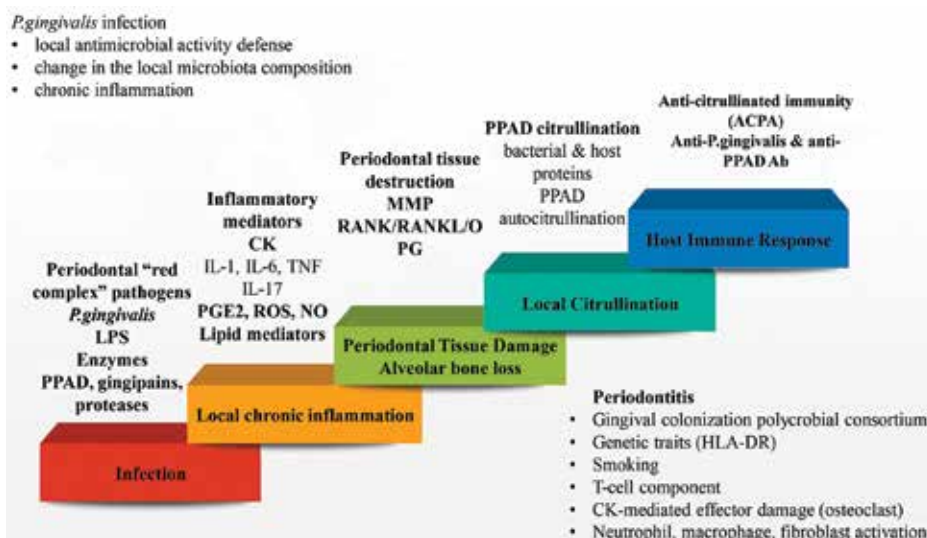 P.gingivalis infection
• local antimicrobial activity defense
• change in the local microbiota composition
• chronic inflammation
Periodontal “red
complex” pathogens
P.gingivalis
LPS
Enzymes
PPAD, gingipains,
proteases
Infection
Inflammatory
mediators
CK
IL-1, IL-6, TNF
IL-17
PGE2, ROS, NO
Lipid mediators
Local chronic inflammation
Periodontal tissue
destruction
MMP
RANK/RANKL/O
PG
Periodontal Tissue Damage
Alveolar bone loss
PPAD citrullination
bacterial & host
proteins
PPAD
autocitrullination
Local Citrullination
Anti-citrullinated immunity
(ACPA)
Anti-P.gingivalis & anti-
PPAD Ab
Host Immune Response
Periodontitis
• Gingival colonization polycrobial consortium
• Genetic traits (HLA-DR)
• Smoking
• T-cell component
• CK-mediated effector damage (osteoclast)
• Neutrophil, macrophage, fibroblast activation